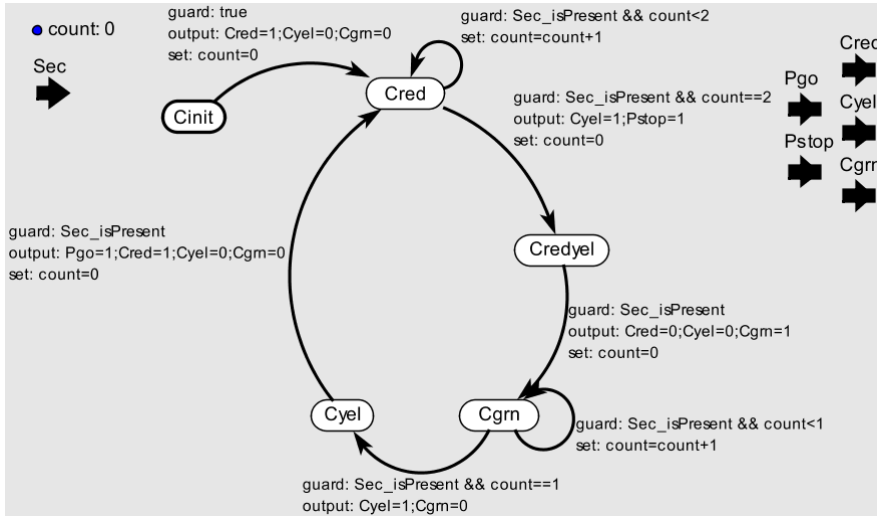 count: 0
Sec
guard: true
output: Cred=1;Cyel=0;Cgrn=0
set: count=0
Cinit
Cred
guard: Sec_isPresent && count<2
set: count=count+1
guard: Sec_isPresent && count==2
output: Cyel=1;Pstop=1
set: count=0
Pgo
Pstop
Cred
Cyel
Cgrn
guard: Sec_isPresent
output: Pgo=1;Cred=1;Cyel=0;Cgrn=0
set: count=0
Credyel
guard: Sec_isPresent
output: Cred=0;Cyel=0;Cgrn=1
set: count=0
Cyel
Cgrn
guard: Sec_isPresent && count<1
set: count=count+1
guard: Sec_isPresent && count==1
output: Cyel=1;Cgrn=0